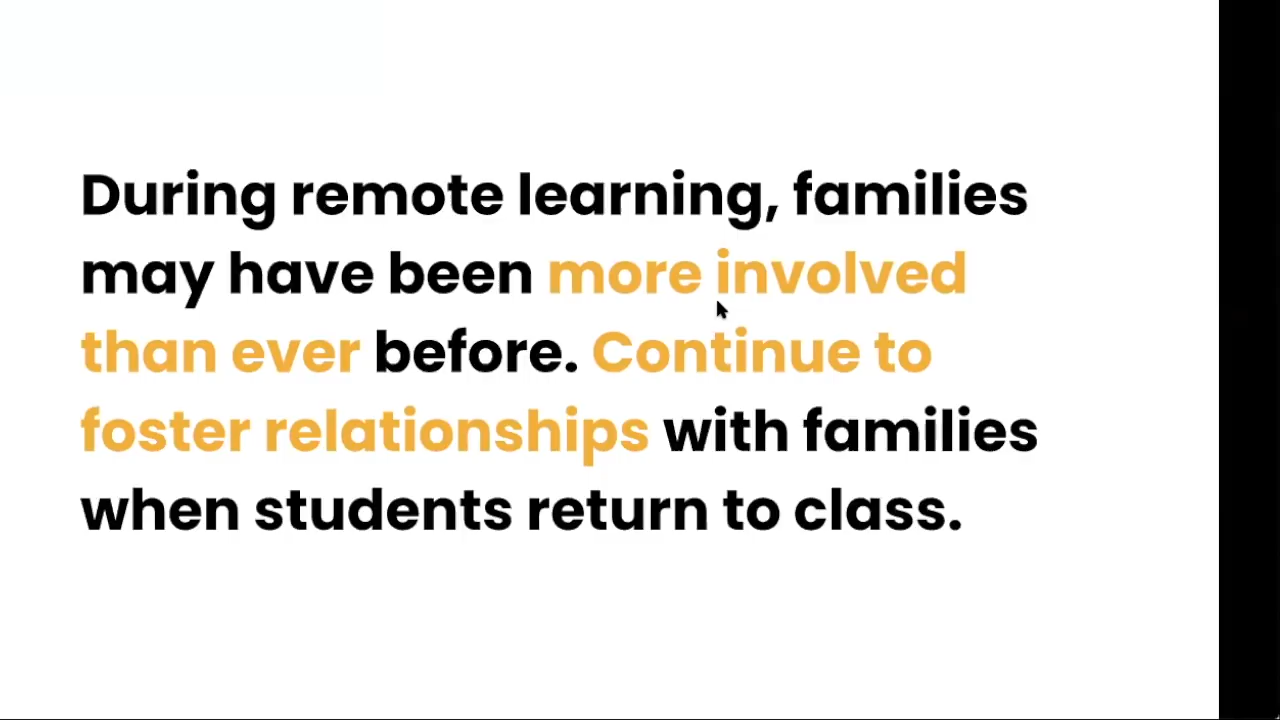 During remote learning, families
may have been more involved
than ever before. Continue to
foster relationships with families
when students return to class.